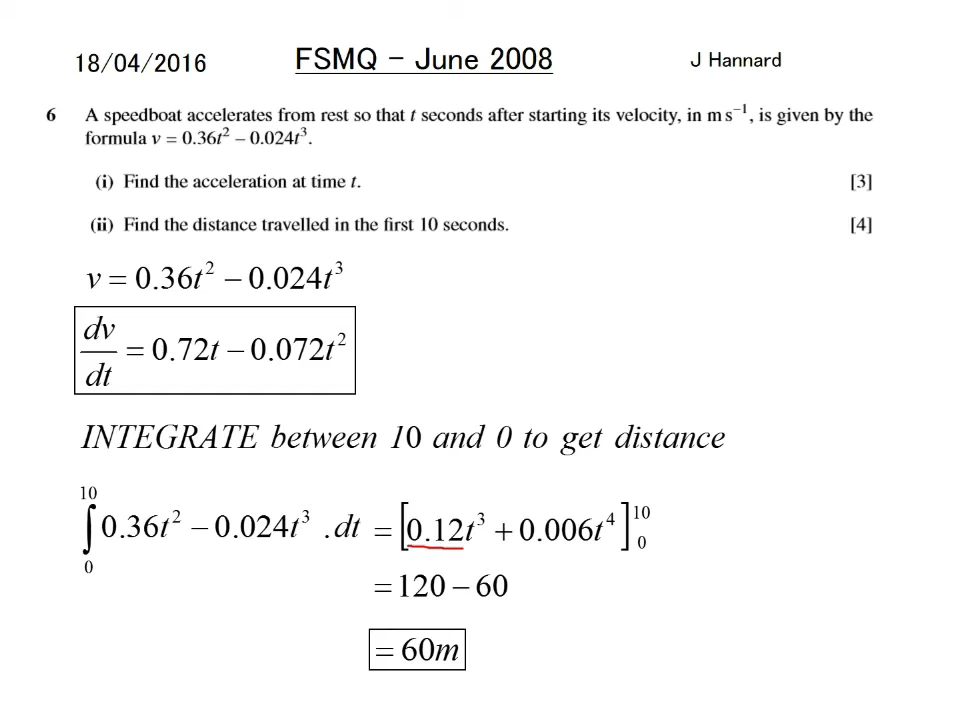 18/04/2016 FSMQ – June 2008 J Hannard
6 A speedboat accelerates from rest so that t seconds after starting its velocity, in m s⁻¹, is given by the
formula v = 0.36t² – 0.024t³.
(i) Find the acceleration at time t. [3]
(ii) Find the distance travelled in the first 10 seconds. [4]
v = 0.36t² − 0.024t³
dv/dt = 0.72t − 0.072t²
INTEGRATE between 10 and 0 to get distance
∫₀¹⁰ 0.36t² − 0.024t³ .dt = [0.12t³ + 0.006t⁴]₀¹⁰
= 120 − 60
= 60m